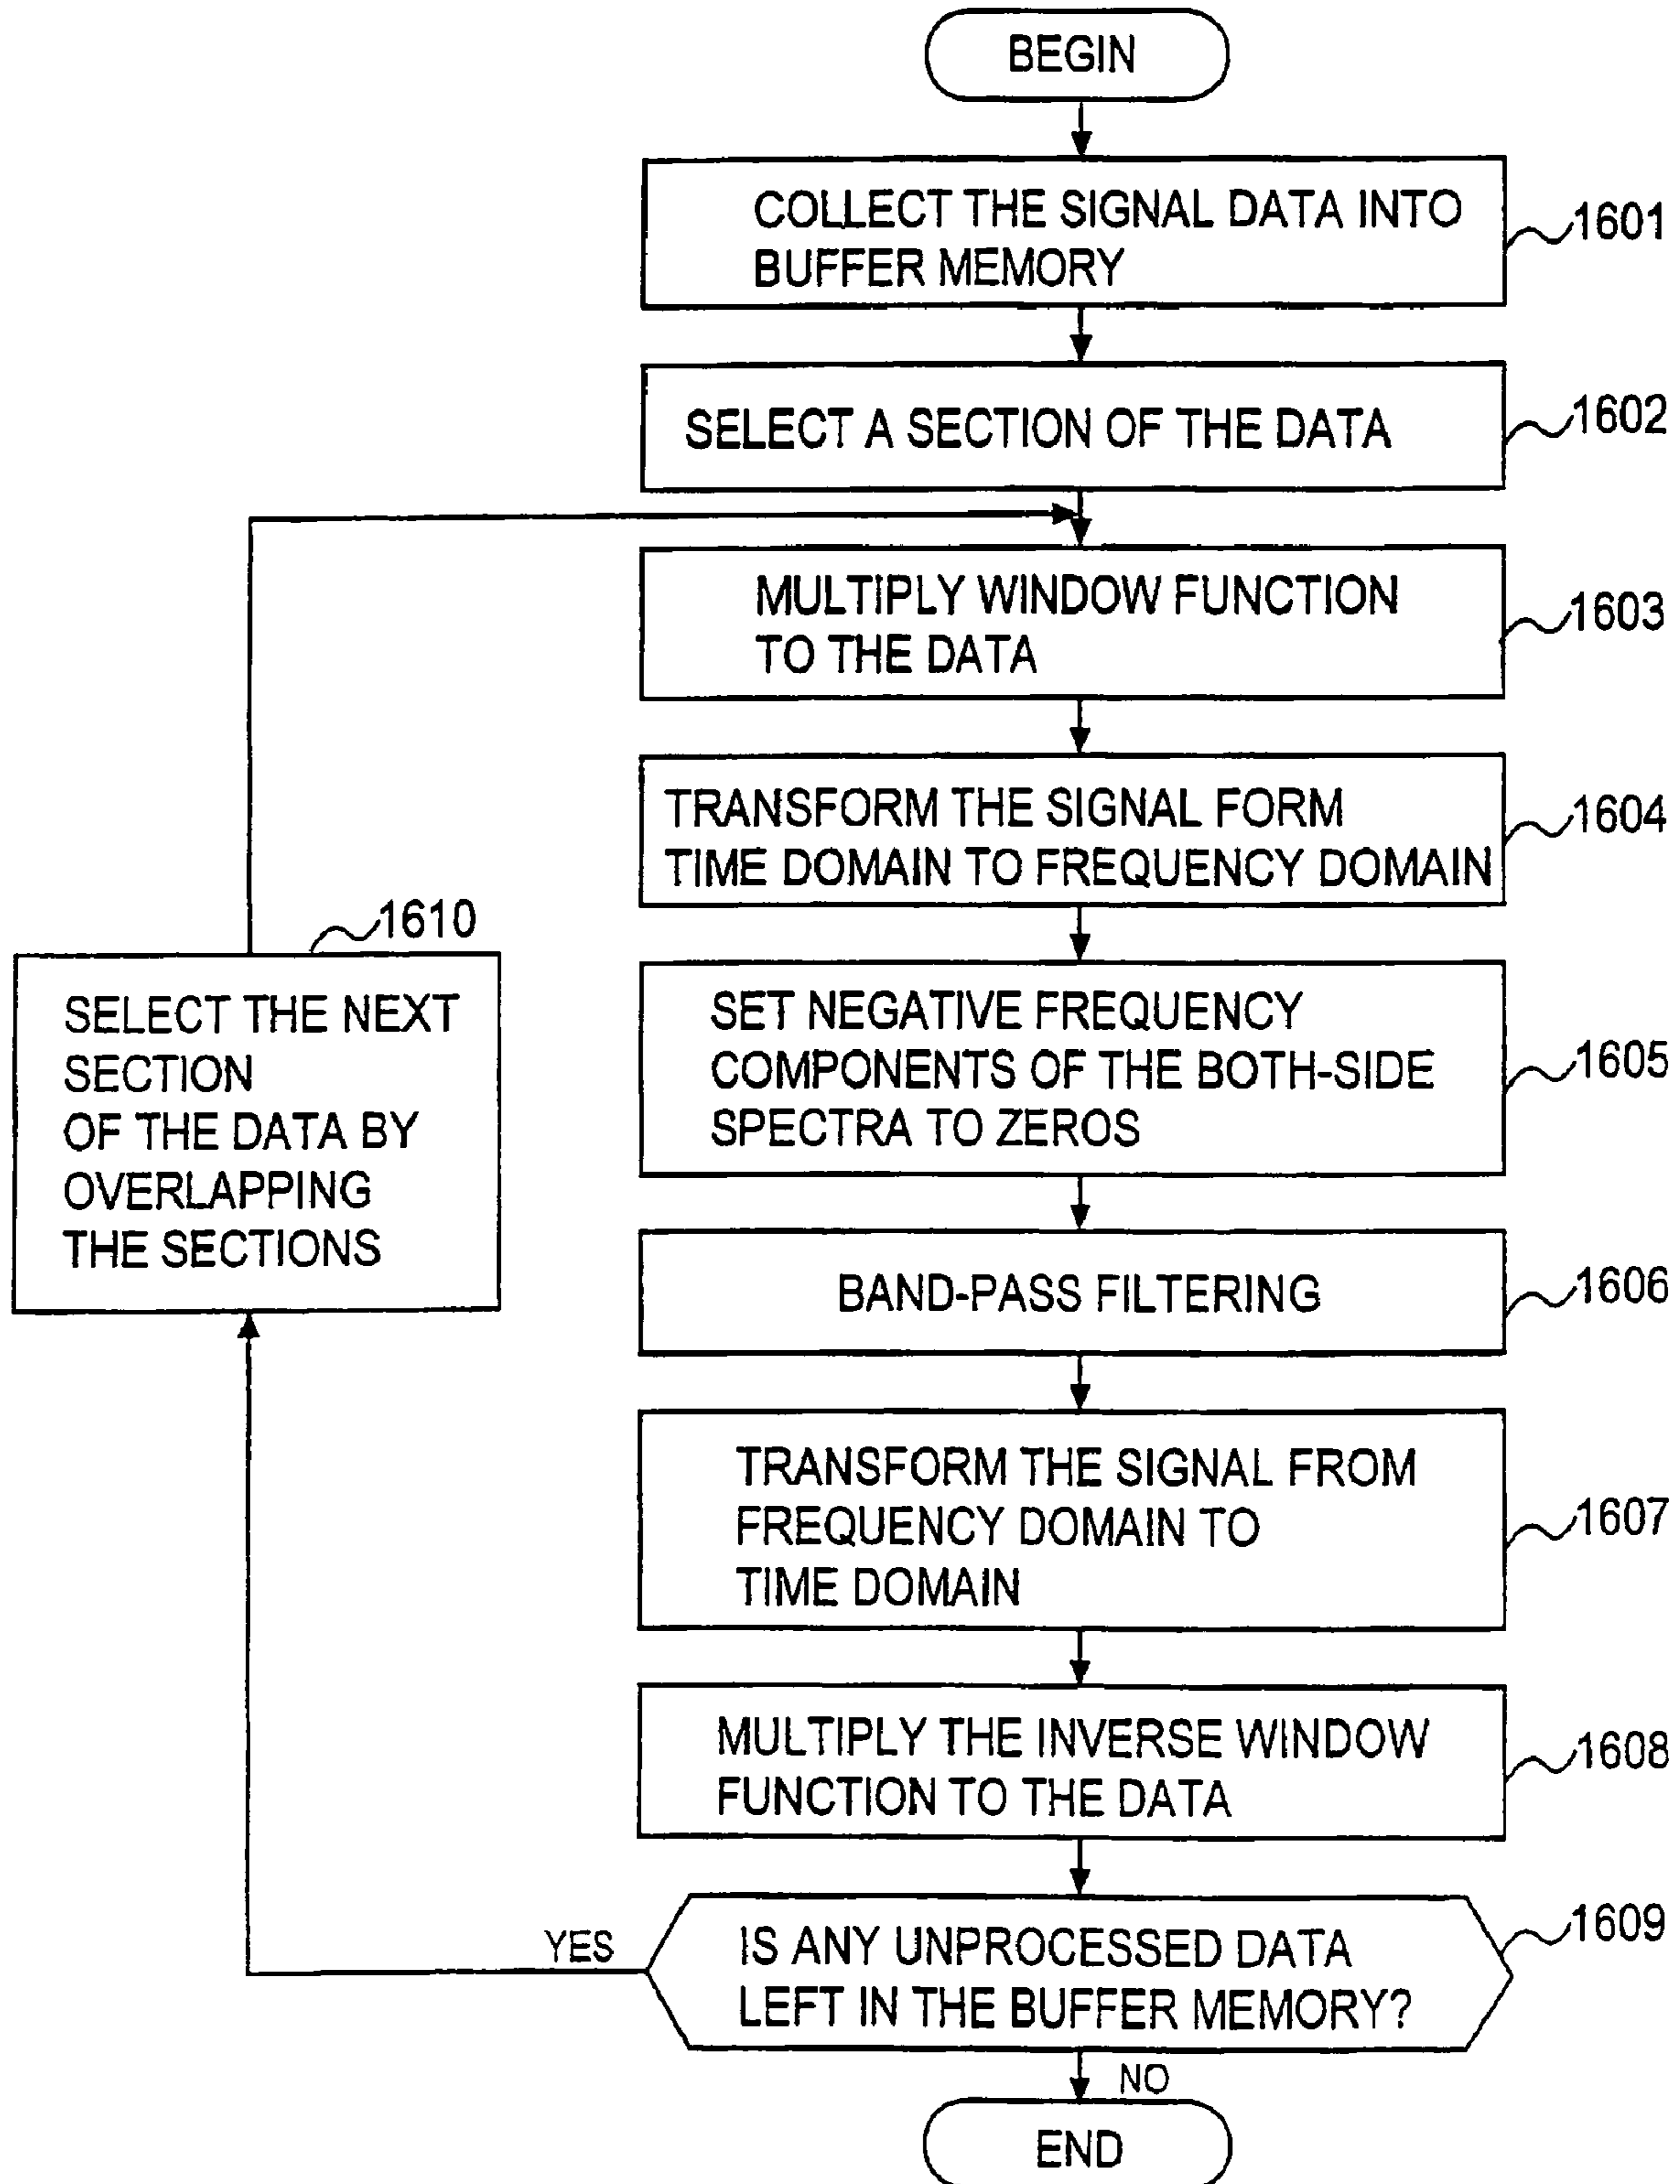 BEGIN
COLLECT THE SIGNAL DATA INTO
BUFFER MEMORY
1601
SELECT A SECTION OF THE DATA
1602
MULTIPLY WINDOW FUNCTION
TO THE DATA
1603
TRANSFORM THE SIGNAL FORM
TIME DOMAIN TO FREQUENCY DOMAIN
1604
SET NEGATIVE FREQUENCY
COMPONENTS OF THE BOTH-SIDE
SPECTRA TO ZEROS
1605
BAND-PASS FILTERING
1606
TRANSFORM THE SIGNAL FROM
FREQUENCY DOMAIN TO
TIME DOMAIN
1607
MULTIPLY THE INVERSE WINDOW
FUNCTION TO THE DATA
1608
IS ANY UNPROCESSED DATA
LEFT IN THE BUFFER MEMORY?
1609
YES
NO
1610
SELECT THE NEXT
SECTION
OF THE DATA BY
OVERLAPPING
THE SECTIONS
END